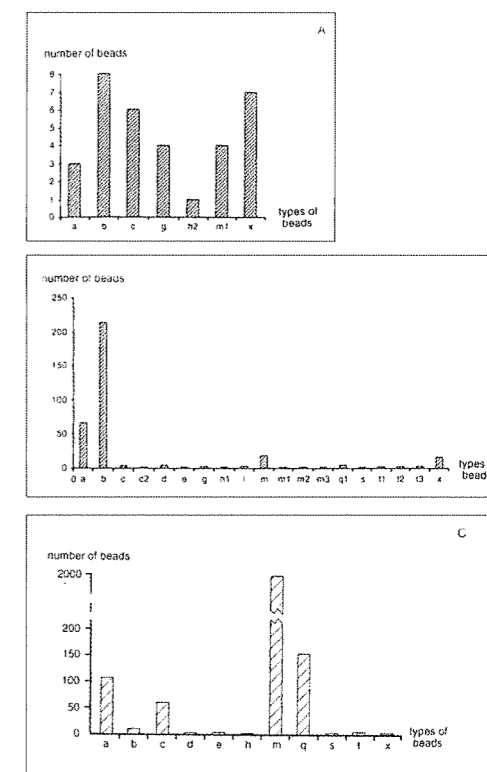 A
number of beads
8
7
6
5
4
3
2
1
0
a b c g h2 m1 x
types of
beads
number of beads
250
200
150
100
50
0 a b c c2 d e g h1 l m m1 m2 m3 q1 s t1 t2 t3 x
types
bead
C
number of beads
2000
200
150
100
50
0
a b c d e h m q s t x
types of
beads